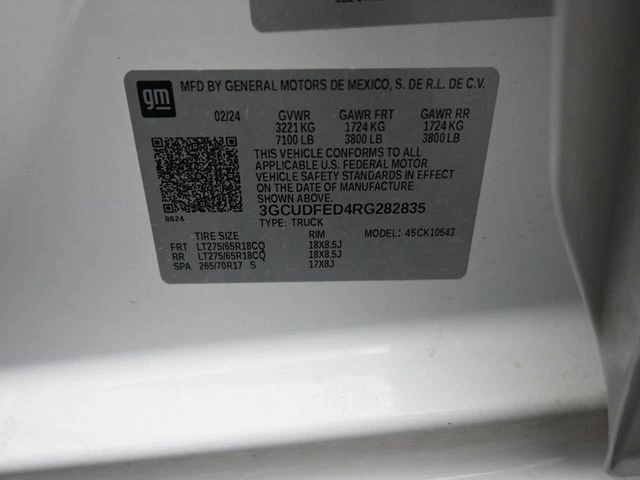 gm
MFD BY GENERAL MOTORS DE MEXICO, S. DE R.L. DE C.V.
02/24 GVWR GAWR FRT GAWR RR
3221 KG 1724 KG 1724 KG
7100 LB 3800 LB 3800 LB
THIS VEHICLE CONFORMS TO ALL
APPLICABLE U.S. FEDERAL MOTOR
VEHICLE SAFETY STANDARDS IN EFFECT
ON THE DATE OF MANUFACTURE
SHOWN ABOVE.
3GCUDFED4RG282835
8624
TYPE: TRUCK
TIRE SIZE RIM MODEL: 45CK10543
FRT LT275/65R18CQ 18X8.5J
RR LT275/65R18CQ 18X8.5J
SPA 265/70R17 S 17X8J